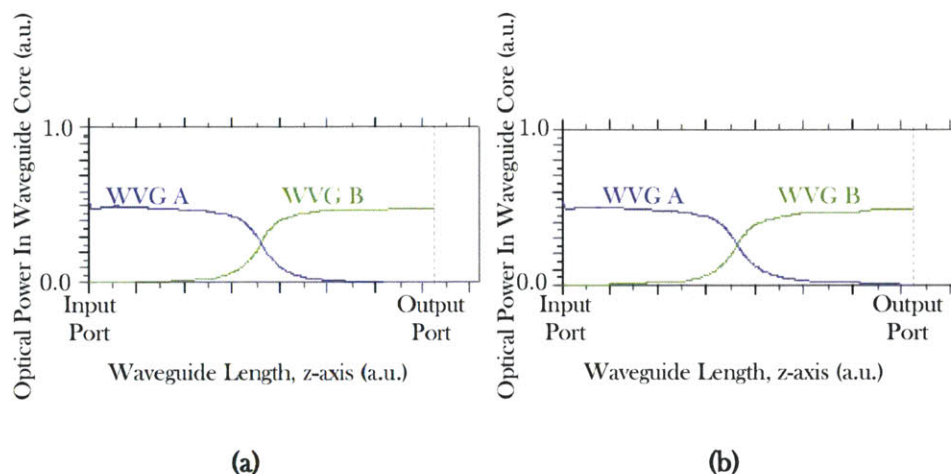 Optical Power In Waveguide Core (a.u.)
1.0
WVG A
WVG B
0.0
Input
Port
Output
Port
Waveguide Length, z-axis (a.u.)
(a)
Optical Power In Waveguide Core (a.u.)
1.0
WVG A
WVG B
0.0
Input
Port
Output
Port
Waveguide Length, z-axis (a.u.)
(b)